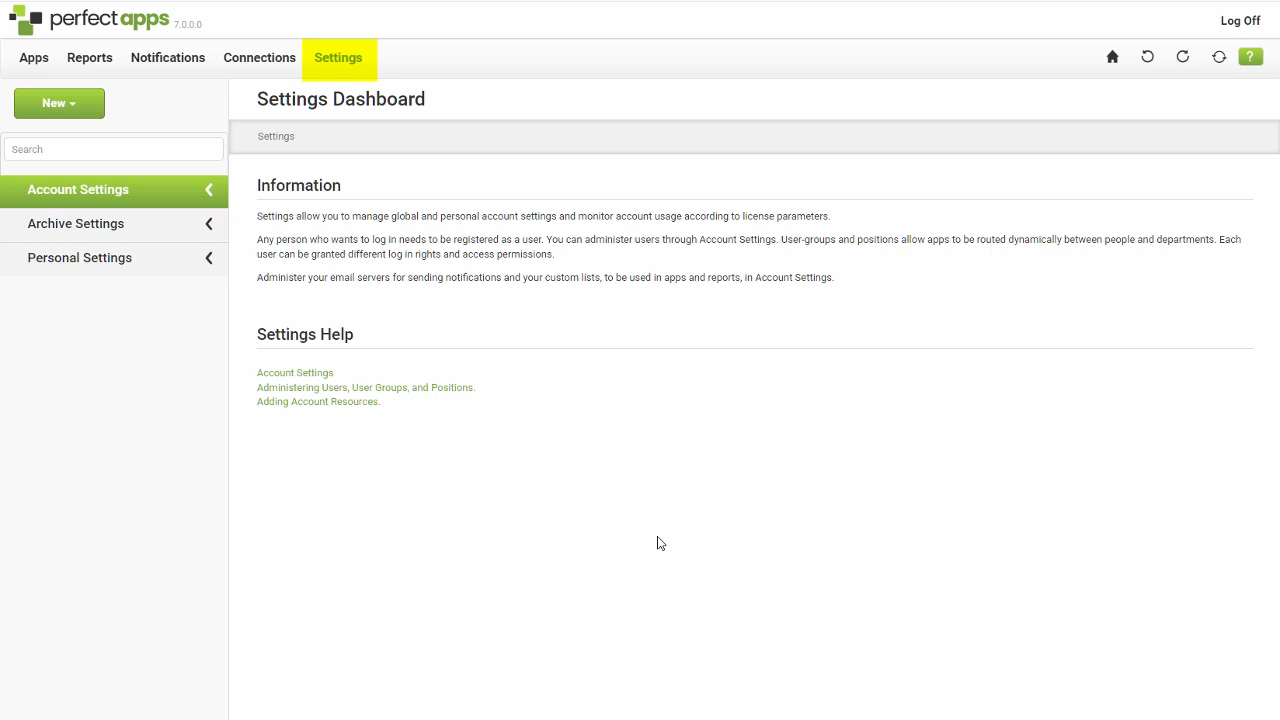 perfectapps 7.0.0.0
Log Off
Apps Reports Notifications Connections Settings
?
New
Settings Dashboard
Search
Settings
Account Settings
Archive Settings
Personal Settings
Information
Settings allow you to manage global and personal account settings and monitor account usage according to license parameters.
Any person who wants to log in needs to be registered as a user. You can administer users through Account Settings. User-groups and positions allow apps to be routed dynamically between people and departments. Each
user can be granted different log in rights and access permissions.
Administer your email servers for sending notifications and your custom lists, to be used in apps and reports, in Account Settings.
Settings Help
Account Settings
Administering Users, User Groups, and Positions.
Adding Account Resources.